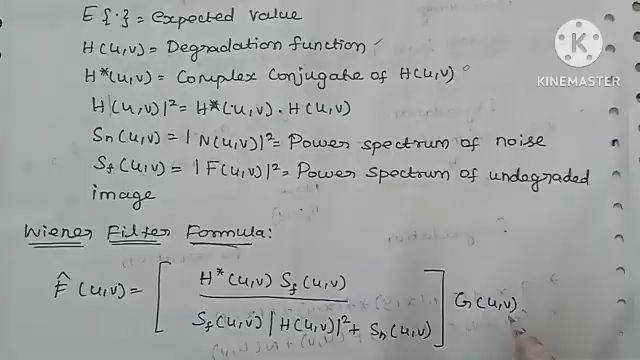 E{·} = expected value
H(u,v) = Degradation function
H*(u,v) = Complex Conjugate of H(u,v)
H(u,v)|² = H*(u,v) . H(u,v)
Sn(u,v) = |N(u,v)|² = Power spectrum of noise
Sf(u,v) = |F(u,v)|² = Power Spectrum of undegraded
image
Wiener Filter Formula:
F̂(u,v) = [ H*(u,v) Sf(u,v) / Sf(u,v) |H(u,v)|² + Sn(u,v) ] G(u,v)
KINEMASTER